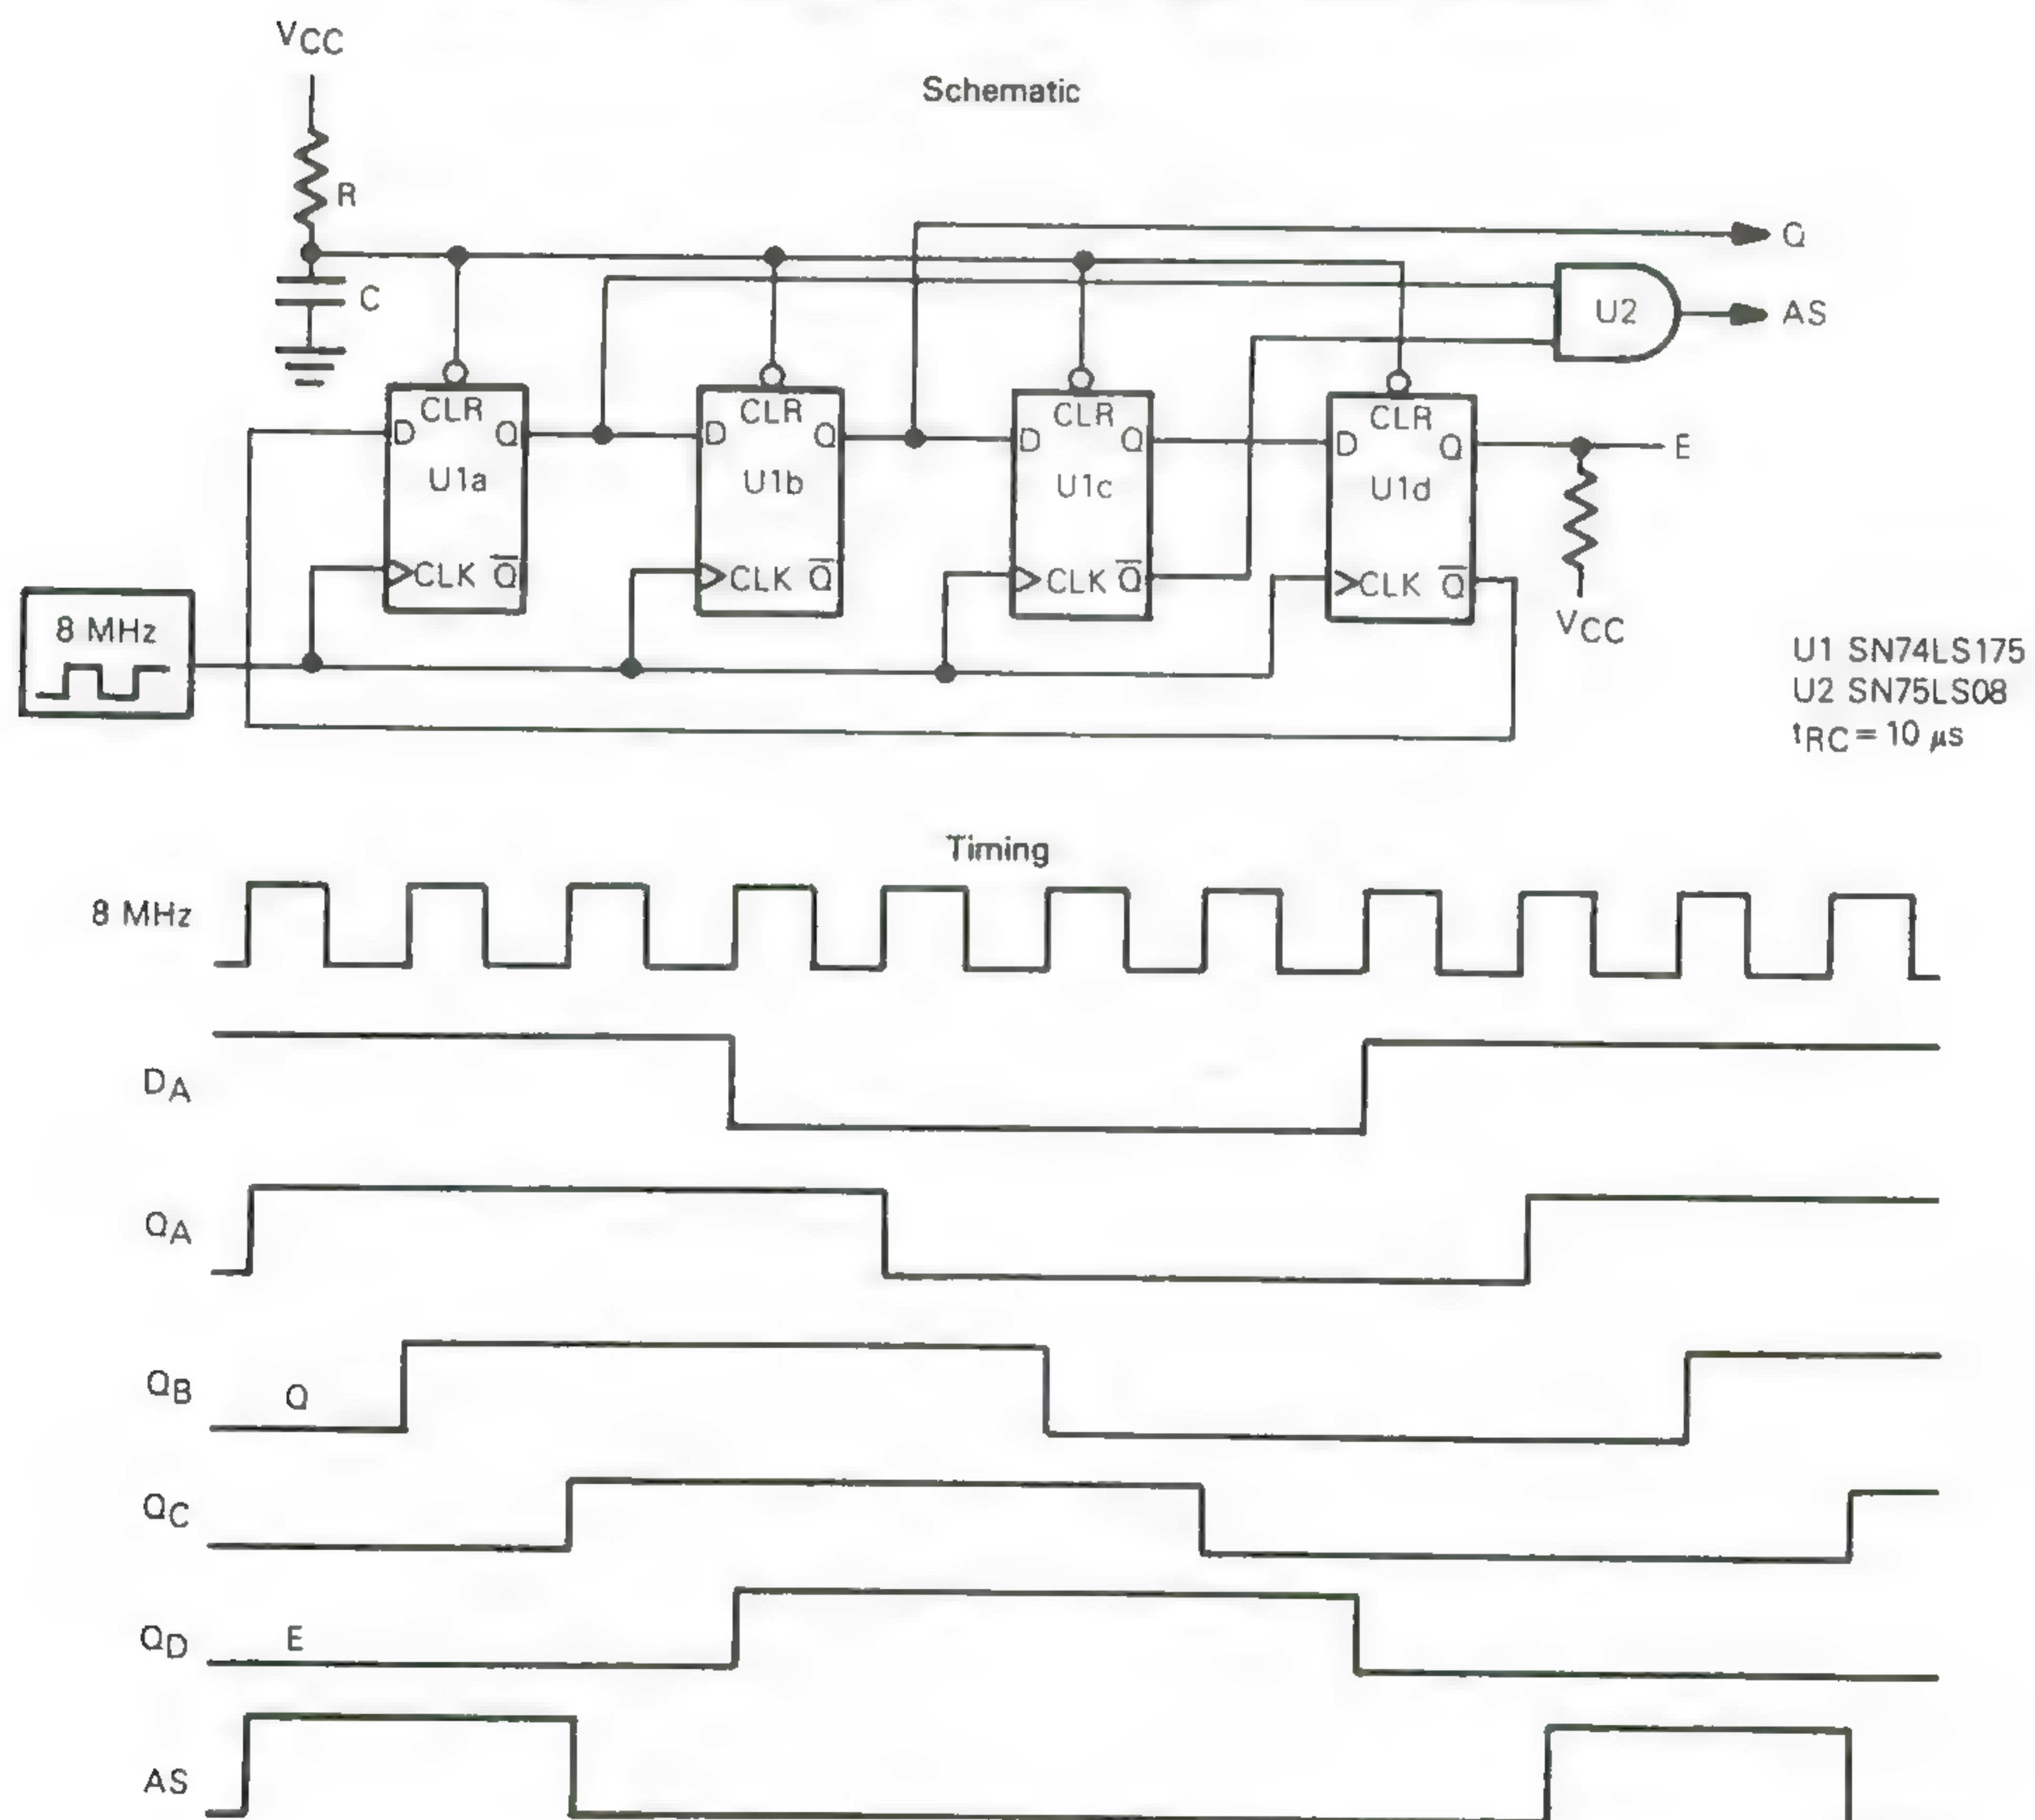 VCC
Schematic
R
Q
C
U2
AS
CLR
CLR
CLR
CLR
D
Q
D
Q
D
Q
D
Q
E
U1a
U1b
U1c
U1d
CLK Q̅
CLK Q̅
CLK Q̅
CLK Q̅
8 MHz
VCC
U1 SN74LS175
U2 SN75LS08
tRC = 10 μs
Timing
8 MHz
DA
QA
QB
Q
QC
QD
E
AS